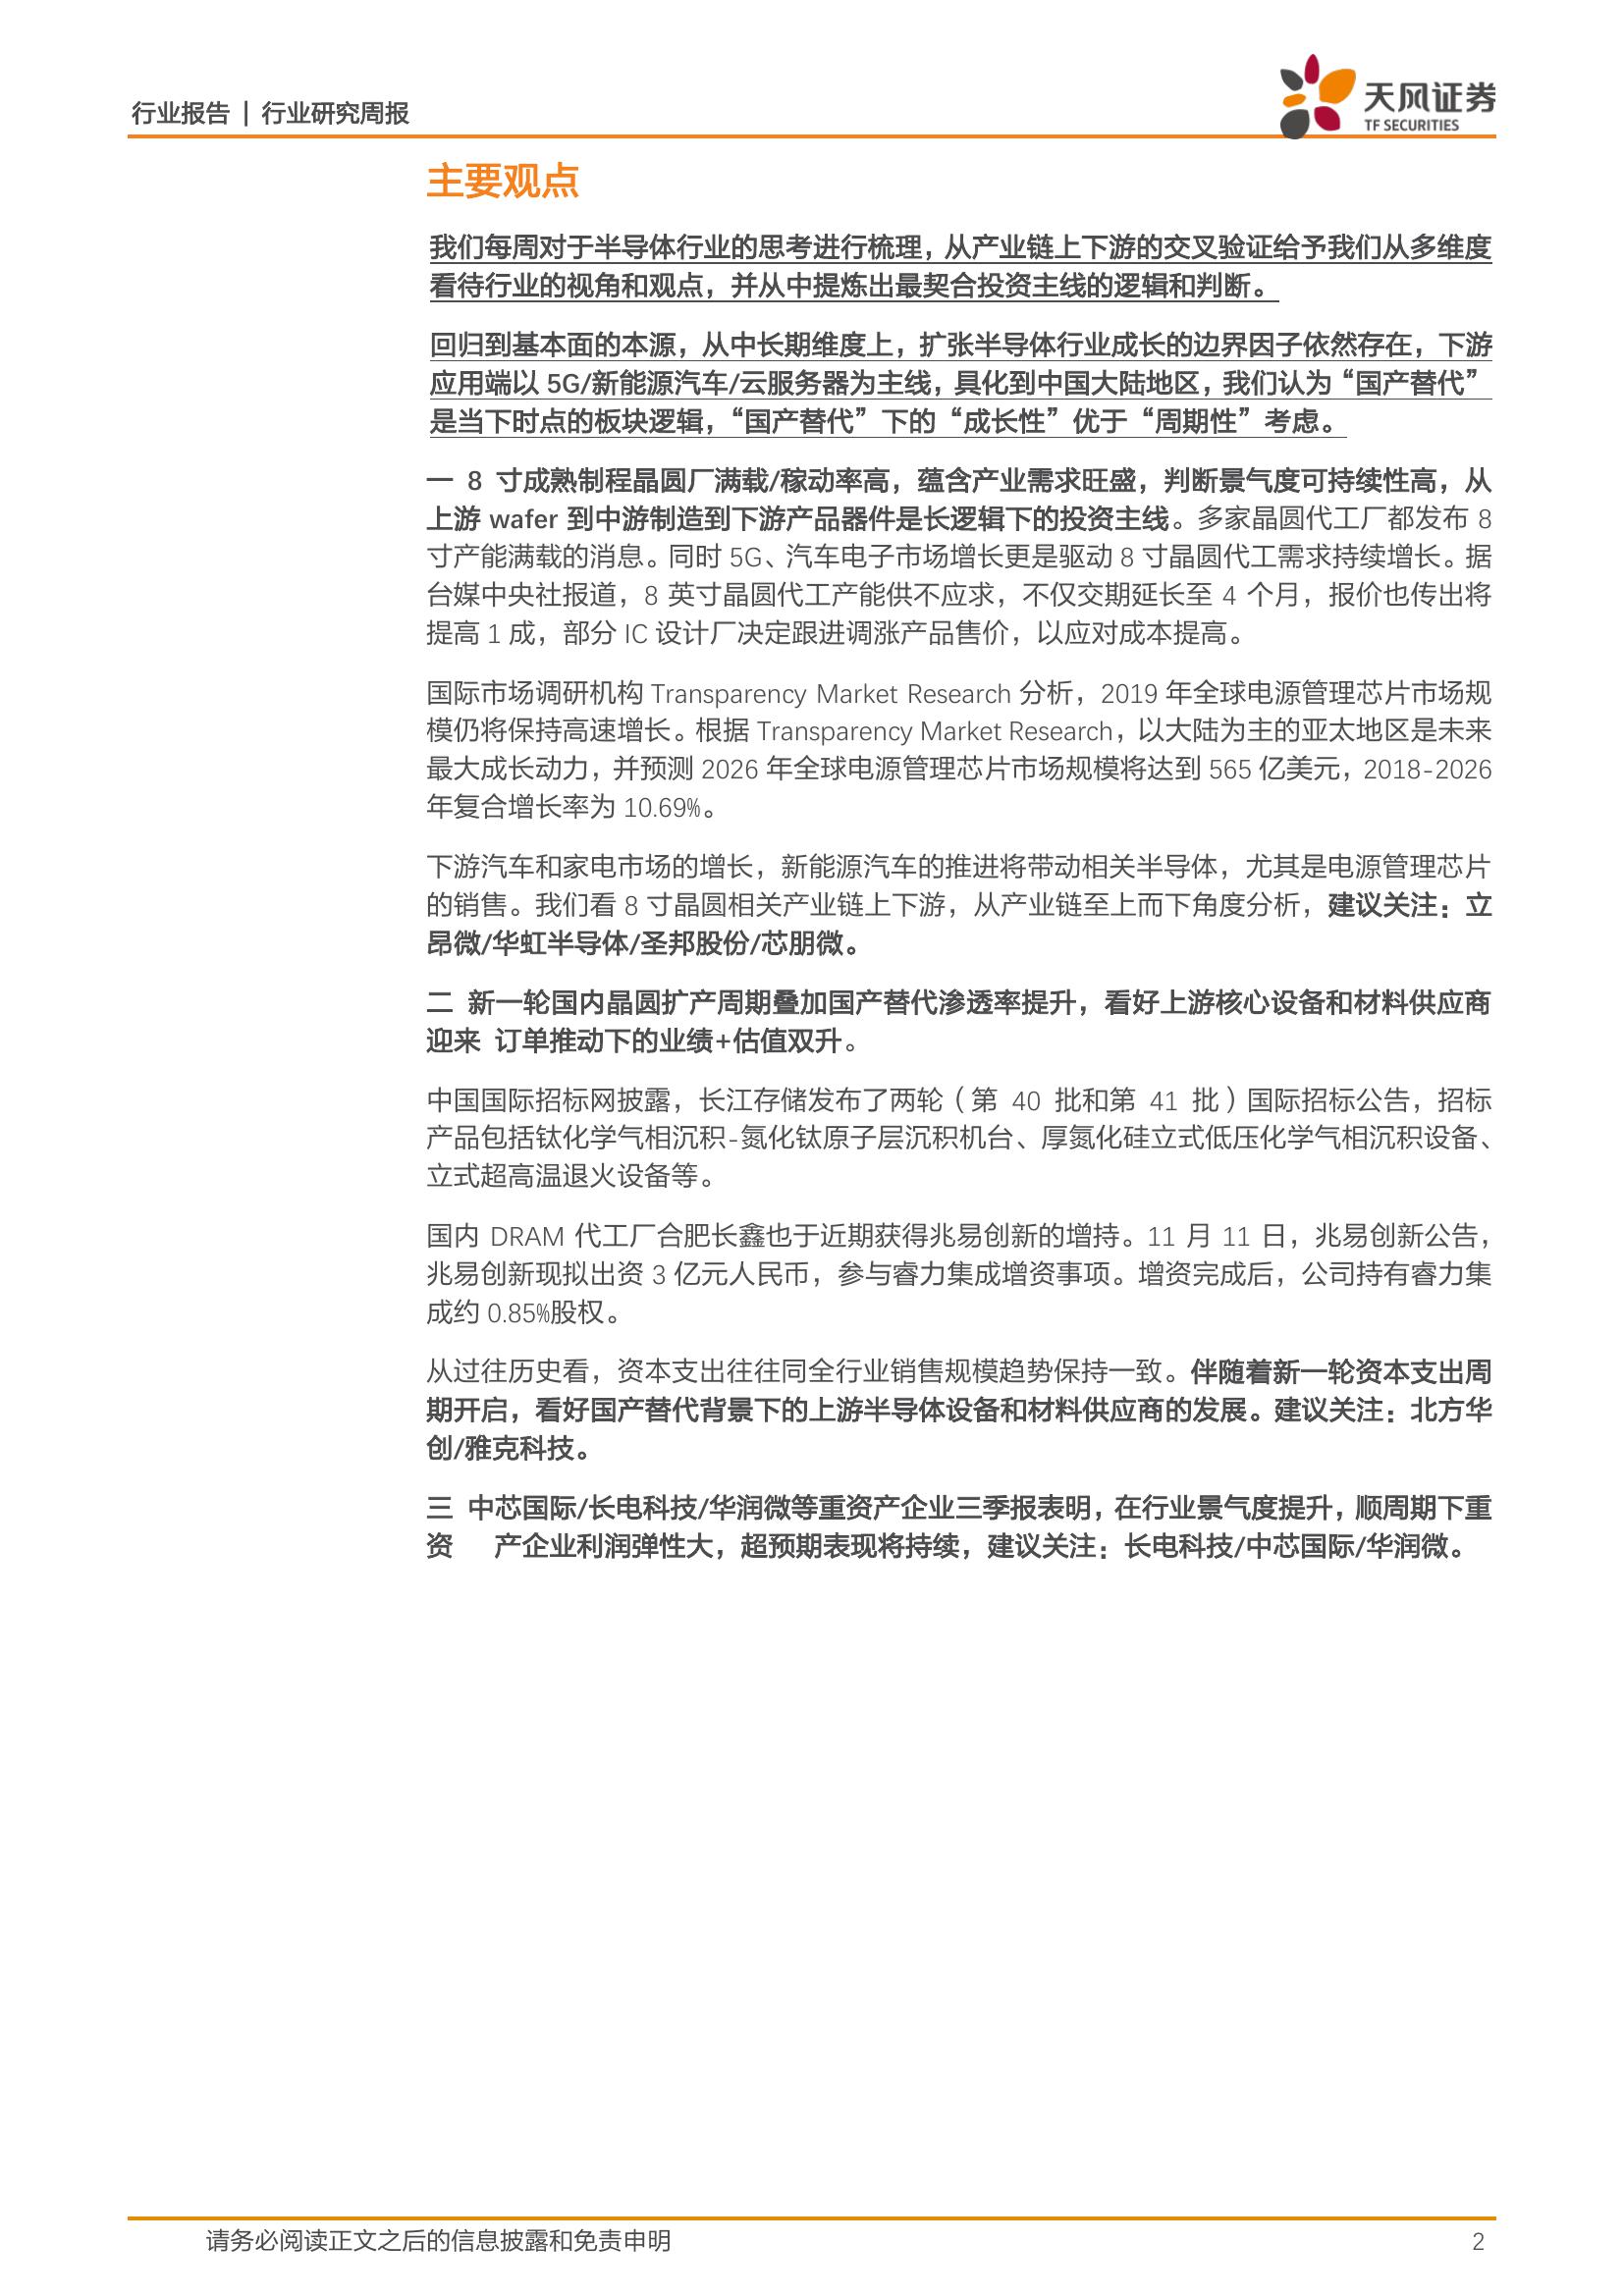 行业报告 | 行业研究周报
天风证券
TF SECURITIES
主要观点
我们每周对于半导体行业的思考进行梳理，从产业链上下游的交叉验证给予我们从多维度
看待行业的视角和观点，并从中提炼出最契合投资主线的逻辑和判断。
回归到基本面的本源，从中长期维度上，扩张半导体行业成长的边界因子依然存在，下游
应用端以 5G/新能源汽车/云服务器为主线，具化到中国大陆地区，我们认为“国产替代”
是当下时点的板块逻辑，“国产替代”下的“成长性”优于“周期性”考虑。
一 8 寸成熟制程晶圆厂满载/稼动率高，蕴含产业需求旺盛，判断景气度可持续性高，从
上游 wafer 到中游制造到下游产品器件是长逻辑下的投资主线。多家晶圆代工厂都发布 8
寸产能满载的消息。同时 5G、汽车电子市场增长更是驱动 8 寸晶圆代工需求持续增长。据
台媒中央社报道，8 英寸晶圆代工产能供不应求，不仅交期延长至 4 个月，报价也传出将
提高 1 成，部分 IC 设计厂决定跟进调涨产品售价，以应对成本提高。
国际市场调研机构 Transparency Market Research 分析，2019 年全球电源管理芯片市场规
模仍将保持高速增长。根据 Transparency Market Research，以大陆为主的亚太地区是未来
最大成长动力，并预测 2026 年全球电源管理芯片市场规模将达到 565 亿美元，2018-2026
年复合增长率为 10.69%。
下游汽车和家电市场的增长，新能源汽车的推进将带动相关半导体，尤其是电源管理芯片
的销售。我们看 8 寸晶圆相关产业链上下游，从产业链至上而下角度分析，建议关注：立
昂微/华虹半导体/圣邦股份/芯朋微。
二 新一轮国内晶圆扩产周期叠加国产替代渗透率提升，看好上游核心设备和材料供应商
迎来 订单推动下的业绩+估值双升。
中国国际招标网披露，长江存储发布了两轮（第 40 批和第 41 批）国际招标公告，招标
产品包括钛化学气相沉积-氮化钛原子层沉积机台、厚氮化硅立式低压化学气相沉积设备、
立式超高温退火设备等。
国内 DRAM 代工厂合肥长鑫也于近期获得兆易创新的增持。11 月 11 日，兆易创新公告，
兆易创新现拟出资 3 亿元人民币，参与睿力集成增资事项。增资完成后，公司持有睿力集
成约 0.85%股权。
从过往历史看，资本支出往往同全行业销售规模趋势保持一致。伴随着新一轮资本支出周
期开启，看好国产替代背景下的上游半导体设备和材料供应商的发展。建议关注：北方华
创/雅克科技。
三 中芯国际/长电科技/华润微等重资产企业三季报表明，在行业景气度提升，顺周期下重
资 产企业利润弹性大，超预期表现将持续，建议关注：长电科技/中芯国际/华润微。
请务必阅读正文之后的信息披露和免责申明
2